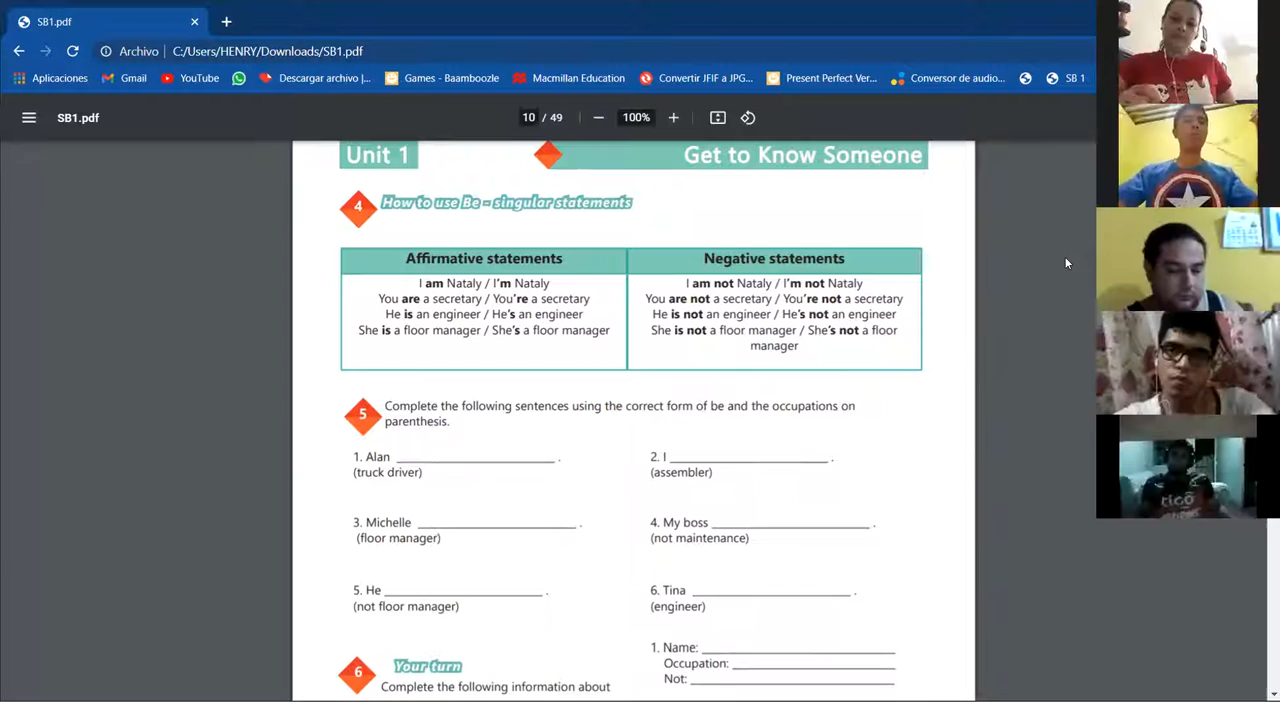 SB1.pdf
Archivo C:/Users/HENRY/Downloads/SB1.pdf
Aplicaciones Gmail YouTube Descargar archivo |... Games - Baamboozle Macmillan Education Convertir JFIF a JPG... Present Perfect Ver... Conversor de audio... SB 1
SB1.pdf 10 / 49 100%
Unit 1 Get to Know Someone
4 How to use Be - singular statements
Affirmative statements
I am Nataly / I'm Nataly
You are a secretary / You're a secretary
He is an engineer / He's an engineer
She is a floor manager / She's a floor manager
Negative statements
I am not Nataly / I'm not Nataly
You are not a secretary / You're not a secretary
He is not an engineer / He's not an engineer
She is not a floor manager / She's not a floor
manager
5 Complete the following sentences using the correct form of be and the occupations on
parenthesis.
1. Alan ______________________ .
(truck driver)
2. I ______________________ .
(assembler)
3. Michelle ______________________ .
(floor manager)
4. My boss ______________________ .
(not maintenance)
5. He ______________________ .
(not floor manager)
6. Tina ______________________ .
(engineer)
6 Your turn
Complete the following information about
1. Name: ______________________
Occupation: ______________________
Not: ______________________
tigo